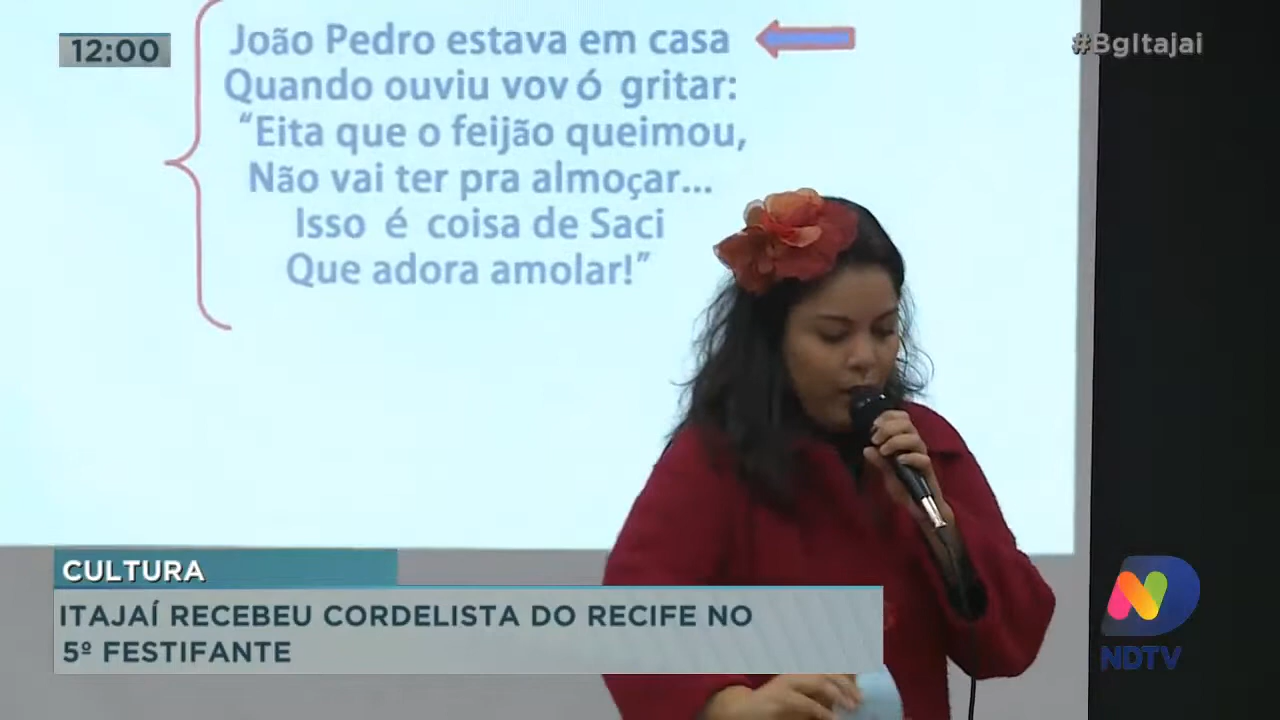 12:00
#BgItajai
João Pedro estava em casa
Quando ouviu vov ó gritar:
“Eita que o feijão queimou,
Não vai ter pra almoçar...
Isso é coisa de Saci
Que adora amolar!”
CULTURA
ITAJAÍ RECEBEU CORDELISTA DO RECIFE NO
5º FESTIFANTE
N
NDTV